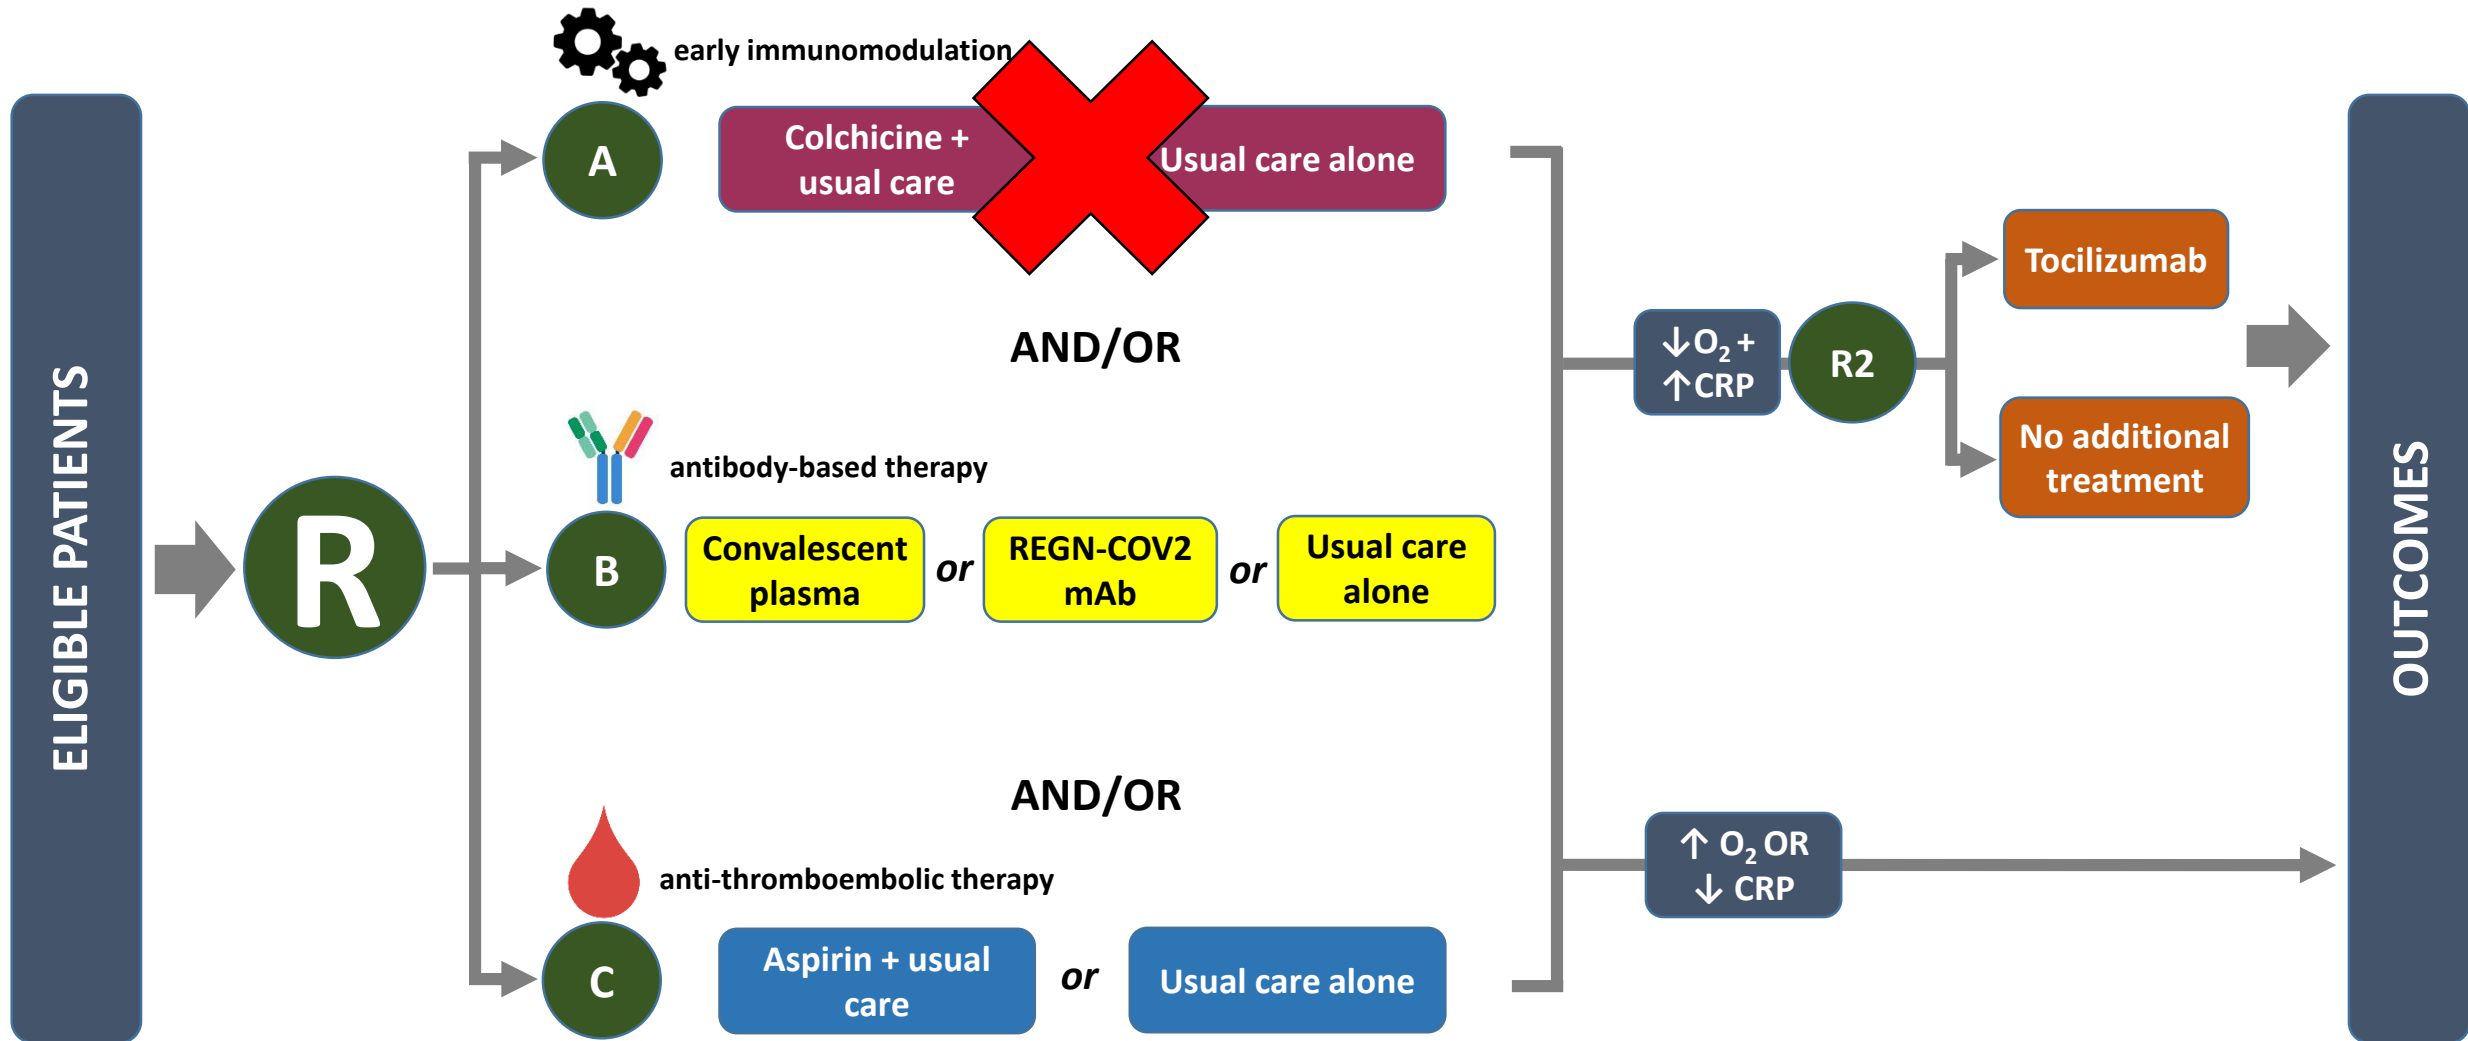 ELIGIBLE PATIENTS
R
early immunomodulation
A
Colchicine +
usual care
Usual care alone
AND/OR
antibody-based therapy
B
Convalescent
plasma
or
REGN-COV2
mAb
or
Usual care
alone
AND/OR
anti-thromboembolic therapy
C
Aspirin + usual
care
or
Usual care alone
↓O₂ +
↑CRP
R2
Tocilizumab
No additional
treatment
↑ O₂ OR
↓ CRP
OUTCOMES